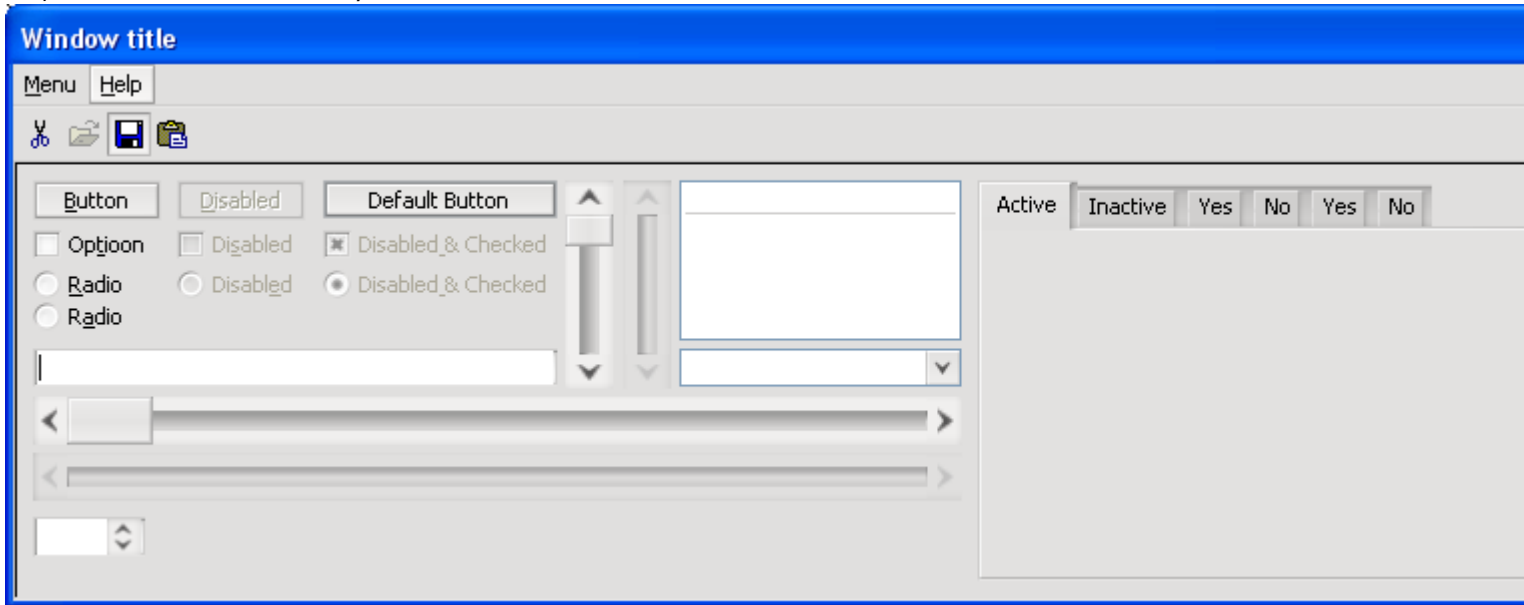 Window title
Menu Help
Button Disabled Default Button
Optioon Disabled Disabled & Checked
Radio Disabled Disabled & Checked
Radio
Active Inactive Yes No Yes No